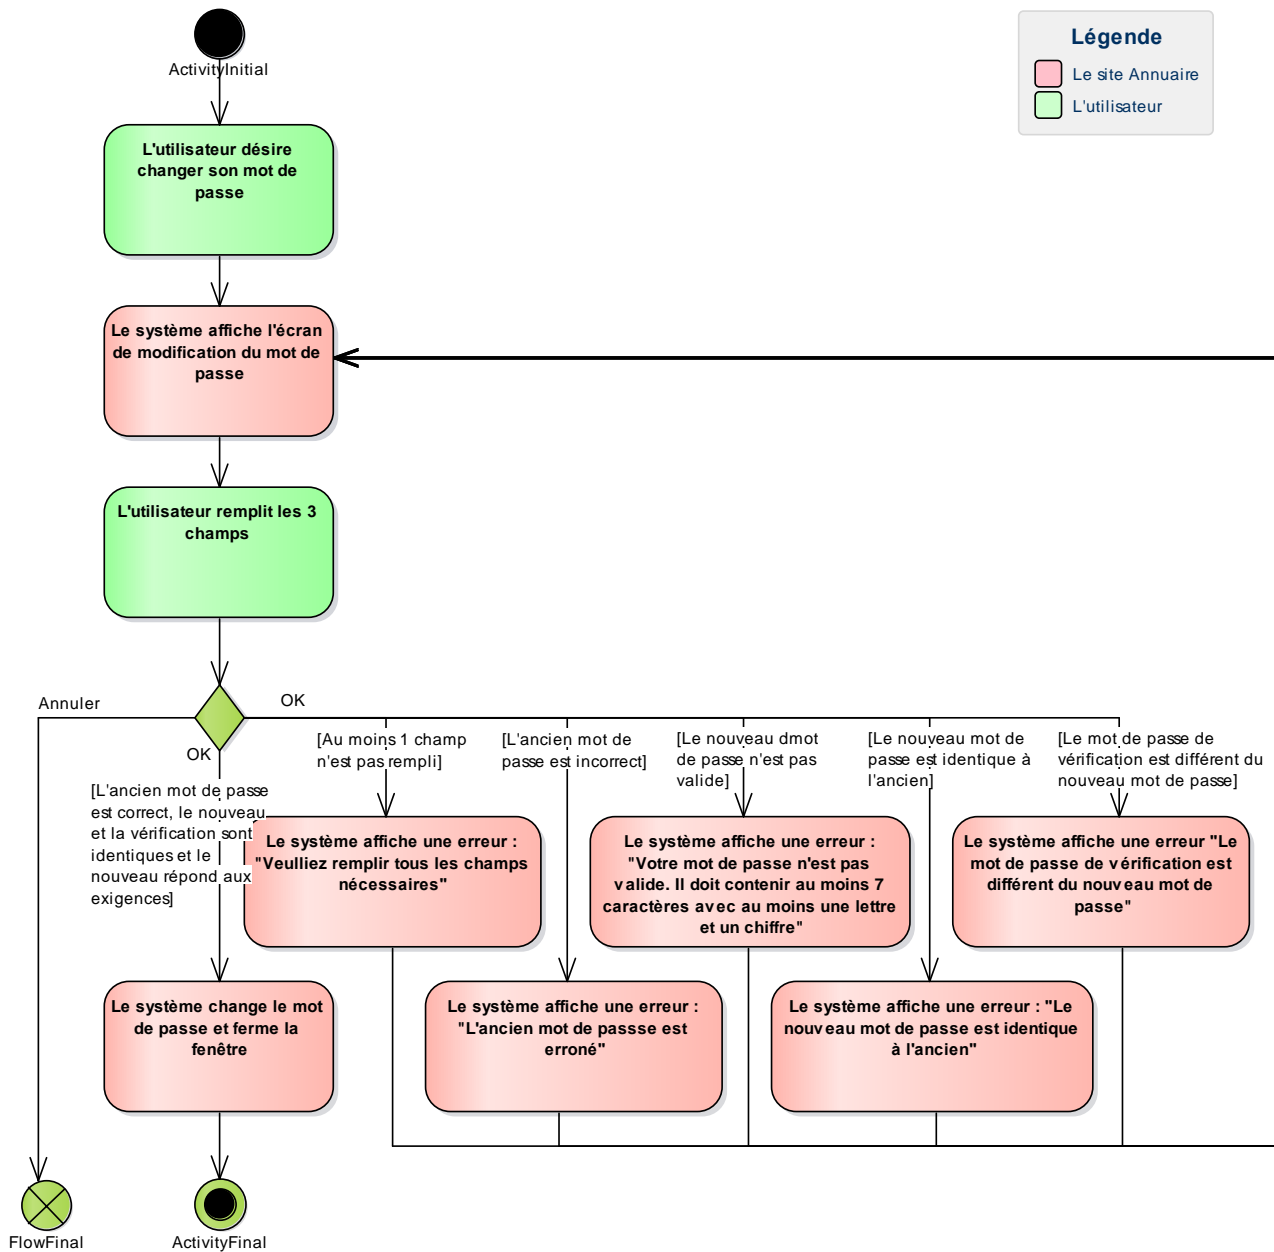 ActivityInitial
Légende
Le site Annuaire
L'utilisateur
L'utilisateur désire
changer son mot de
passe
Le système affiche l'écran
de modification du mot de
passe
L'utilisateur remplit les 3
champs
Annuler
OK
OK
[Au moins 1 champ
n'est pas rempli]
[L'ancien mot de
passe est incorrect]
[Le nouveau dmot
de passe n'est pas
valide]
[Le nouveau mot de
passe est identique à
l'ancien]
[Le mot de passe de
vérification est différent du
nouveau mot de passe]
[L'ancien mot de passe
est correct, le nouveau
et la vérification sont
identiques et le
nouveau répond aux
exigences]
Le système affiche une erreur :
"Veulliez remplir tous les champs
nécessaires"
Le système affiche une erreur :
"Votre mot de passe n'est pas
valide. Il doit contenir au moins 7
caractères avec au moins une lettre
et un chiffre"
Le système affiche une erreur "Le
mot de passe de vérification est
différent du nouveau mot de
passe"
Le système change le mot
de passe et ferme la
fenêtre
Le système affiche une erreur :
"L'ancien mot de passse est
erroné"
Le système affiche une erreur : "Le
nouveau mot de passe est identique
à l'ancien"
FlowFinal
ActivityFinal